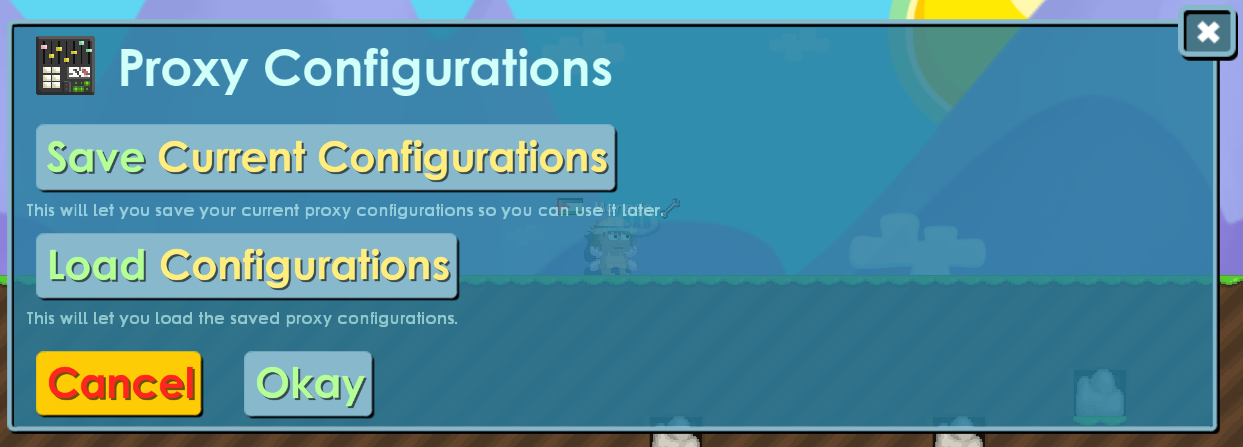 Proxy Configurations
Save Current Configurations
This will let you save your current proxy configurations so you can use it later.
Load Configurations
This will let you load the saved proxy configurations.
Cancel Okay